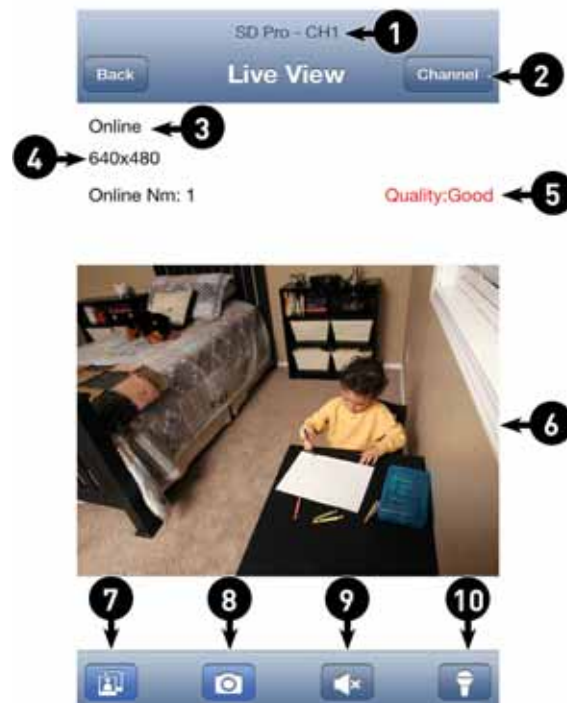 SD Pro - CH1
1
Back
Live View
Channel
2
Online
3
4
640x480
Online Nm: 1
Quality:Good
5
6
7
8
9
10